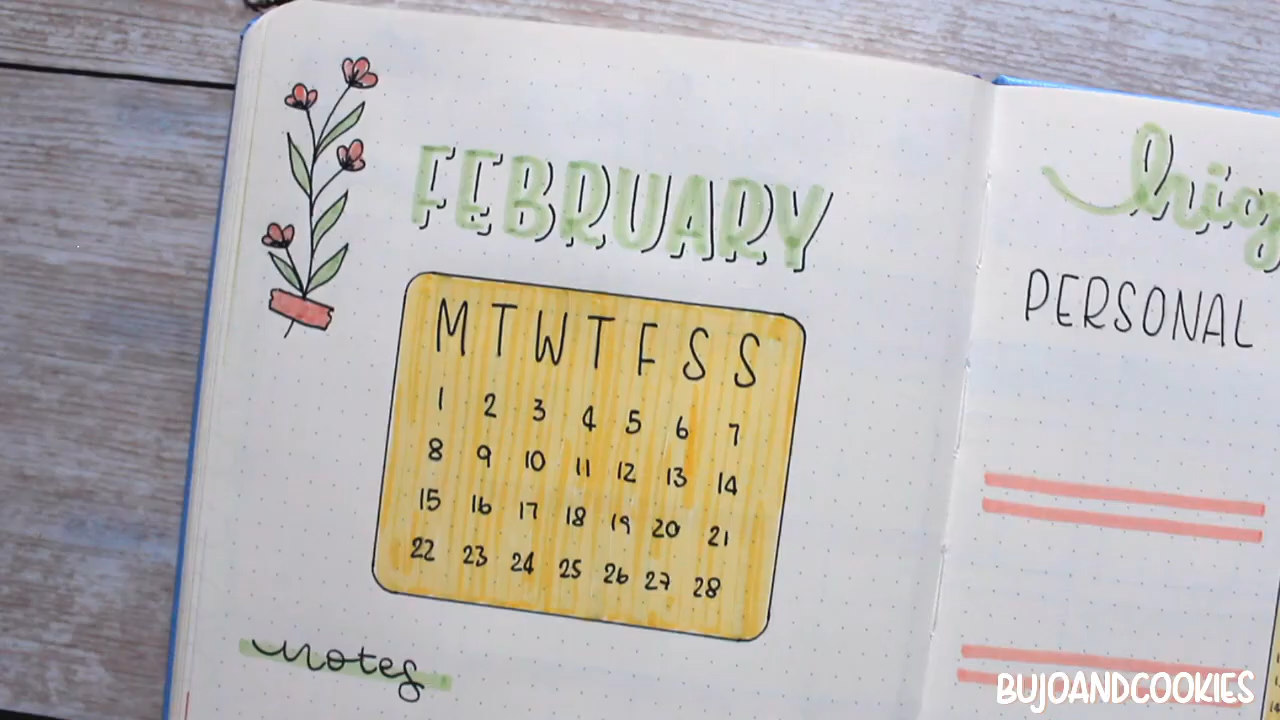 FEBRUARY
M T W T F S S
1 2 3 4 5 6 7
8 9 10 11 12 13 14
15 16 17 18 19 20 21
22 23 24 25 26 27 28
notes
PERSONAL
BUJOANDCOOKIES